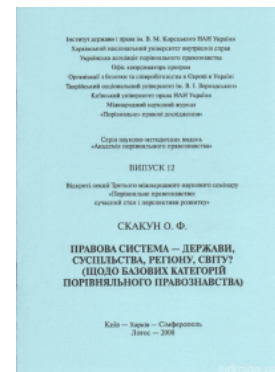 Інститут держави і права ім. В. М. Корецького НАН України
Харківський національний університет внутрішніх справ
Українська асоціація порівняльного правознавства
Офіс координатора програм
Організації з безпеки та співробітництва в Європі в Україні
Таврійський національний університет ім. В. І. Вернадського
Київський університет права НАН України
Міжнародний науковий журнал
«Порівняльно-правові дослідження»
Серія науково-методичних видань
«Академія порівняльного правознавства»
ВИПУСК 12
Відкриті лекції Третього міжнародного наукового семінару
«Порівняльне правознавство:
сучасний стан і перспективи розвитку»
СКАКУН О. Ф.
ПРАВОВА СИСТЕМА — ДЕРЖАВИ,
СУСПІЛЬСТВА, РЕГІОНУ, СВІТУ?
(ЩОДО БАЗОВИХ КАТЕГОРІЙ
ПОРІВНЯЛЬНОГО ПРАВОЗНАВСТВА)
Київ — Харків — Сімферополь
Логос — 2008